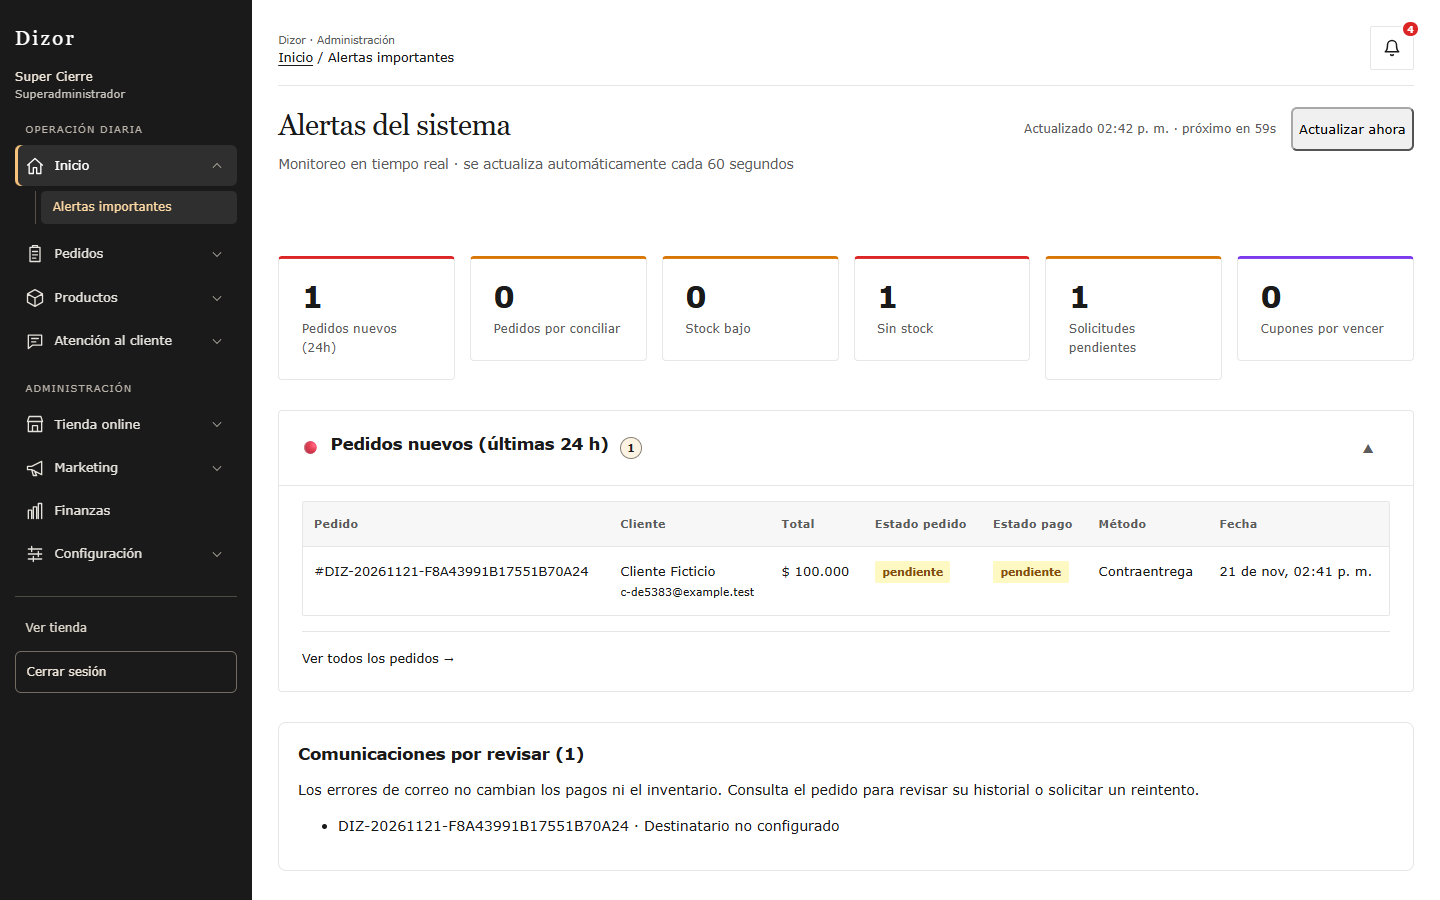 Dizor
Super Cierre
Superadministrador
OPERACIÓN DIARIA
Inicio
Alertas importantes
Pedidos
Productos
Atención al cliente
ADMINISTRACIÓN
Tienda online
Marketing
Finanzas
Configuración
Ver tienda
Cerrar sesión
Dizor · Administración
Inicio / Alertas importantes
4
Alertas del sistema
Monitoreo en tiempo real · se actualiza automáticamente cada 60 segundos
Actualizado 02:42 p. m. · próximo en 59s
Actualizar ahora
1
Pedidos nuevos
(24h)
0
Pedidos por conciliar
0
Stock bajo
1
Sin stock
1
Solicitudes
pendientes
0
Cupones por vencer
Pedidos nuevos (últimas 24 h) 1
▲
Pedido Cliente Total Estado pedido Estado pago Método Fecha
#DIZ-20261121-F8A43991B17551B70A24 Cliente Ficticio $ 100.000 pendiente pendiente Contraentrega 21 de nov, 02:41 p. m.
c-de5383@example.test
Ver todos los pedidos →
Comunicaciones por revisar (1)
Los errores de correo no cambian los pagos ni el inventario. Consulta el pedido para revisar su historial o solicitar un reintento.
• DIZ-20261121-F8A43991B17551B70A24 · Destinatario no configurado